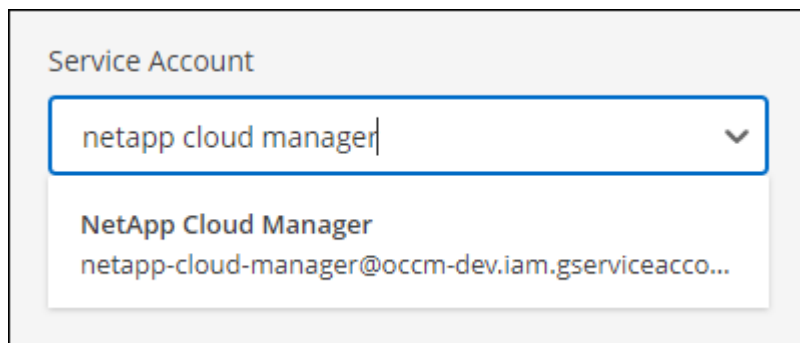 Service Account
netapp cloud manager
NetApp Cloud Manager
netapp-cloud-manager@occm-dev.iam.gserviceacco...